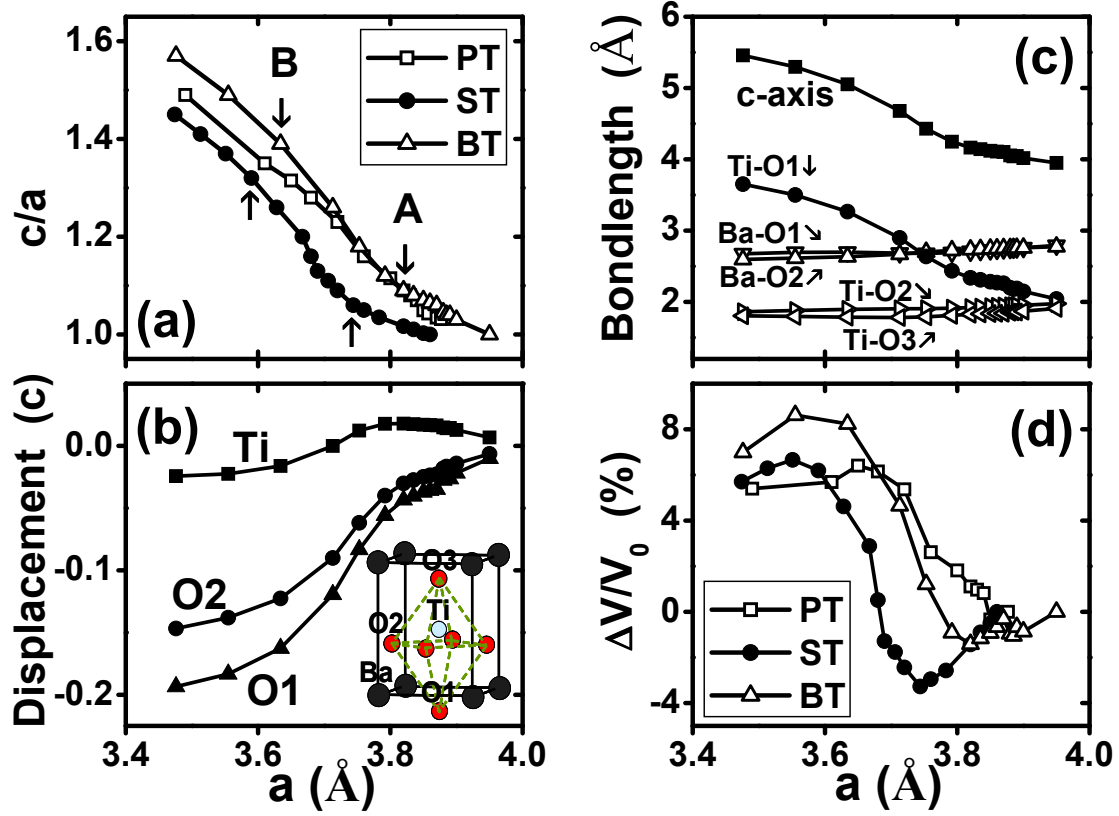 1.6
1.4
1.2
1.0
c/a
B
A
PT
ST
BT
(a)
0.0
-0.1
-0.2
Displacement (c)
(b)
Ti
O2
O1
O3
Ti
O2
Ba
O1
3.4 3.6 3.8 4.0
a (Å)
6
5
4
3
2
Bondlength (Å)
(c)
c-axis
Ti-O1↓
Ba-O1↘
Ba-O2↗
Ti-O2↘
Ti-O3↗
8
4
0
-4
ΔV/V₀ (%)
(d)
PT
ST
BT
3.4 3.6 3.8 4.0
a (Å)